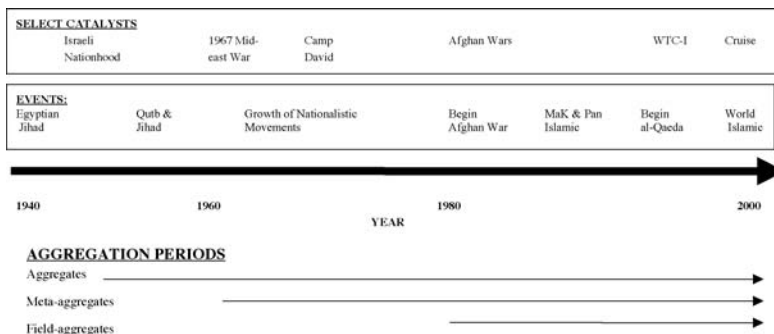 SELECT CATALYSTS
Israeli 1967 Mid- Camp Afghan Wars WTC-I Cruise
Nationhood east War David
EVENTS:
Egyptian Qutb & Growth of Nationalistic Begin MaK & Pan Begin World
Jihad Jihad Movements Afghan War Islamic al-Qaeda Islamic
1940 1960 1980 2000
YEAR
AGGREGATION PERIODS
Aggregates
Meta-aggregates
Field-aggregates